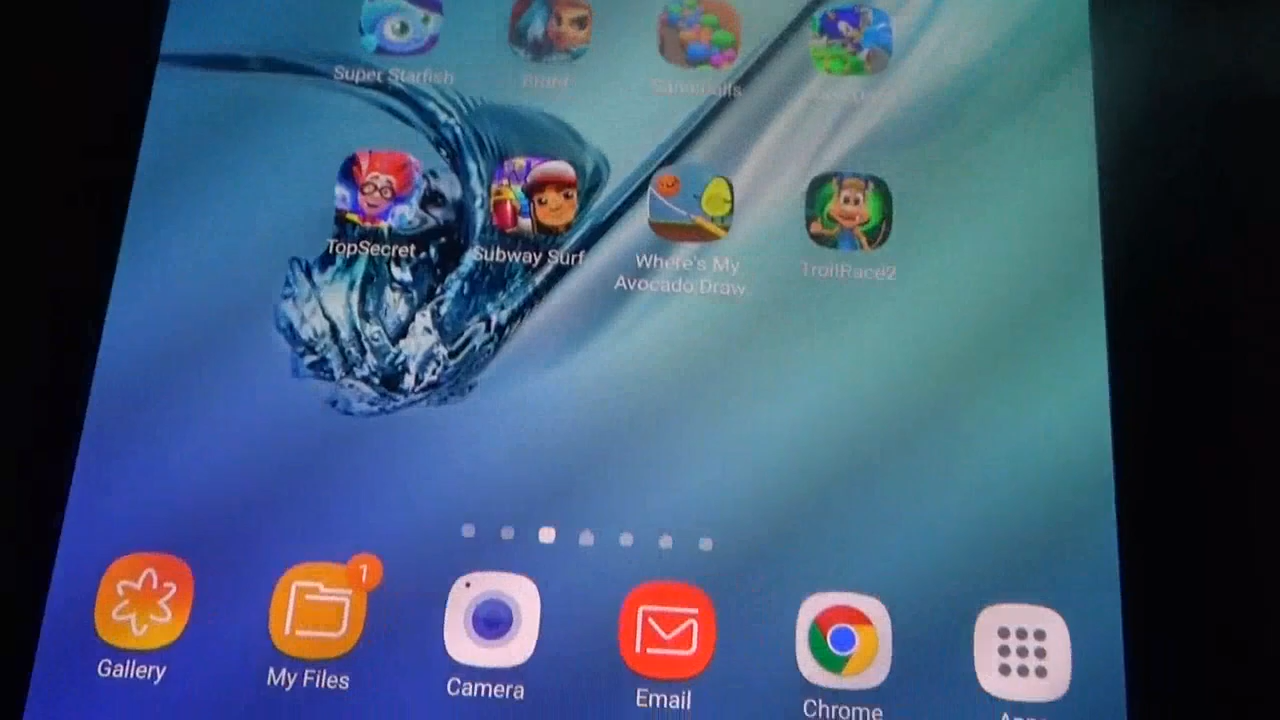 Super Starfish
TopSecret
Subway Surf
Where's My
Avocado Draw
TrollRace2
1
Gallery
My Files
Camera
Email
Chrome